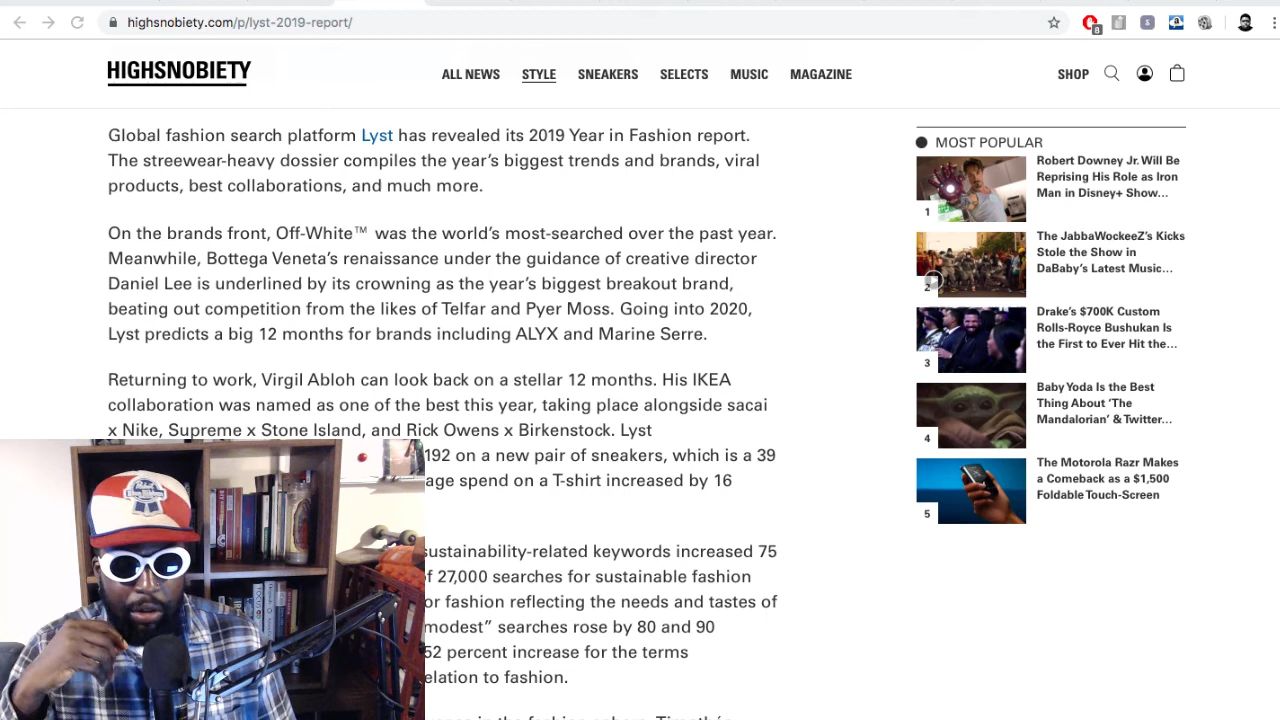 highsnobiety.com/p/lyst-2019-report/
8
HIGHSNOBIETY
ALL NEWS
STYLE
SNEAKERS
SELECTS
MUSIC
MAGAZINE
SHOP
Global fashion search platform Lyst has revealed its 2019 Year in Fashion report.
The streewear-heavy dossier compiles the year’s biggest trends and brands, viral
products, best collaborations, and much more.
On the brands front, Off-White™ was the world’s most-searched over the past year.
Meanwhile, Bottega Veneta’s renaissance under the guidance of creative director
Daniel Lee is underlined by its crowning as the year’s biggest breakout brand,
beating out competition from the likes of Telfar and Pyer Moss. Going into 2020,
Lyst predicts a big 12 months for brands including ALYX and Marine Serre.
Returning to work, Virgil Abloh can look back on a stellar 12 months. His IKEA
collaboration was named as one of the best this year, taking place alongside sacai
x Nike, Supreme x Stone Island, and Rick Owens x Birkenstock. Lyst
192 on a new pair of sneakers, which is a 39
age spend on a T-shirt increased by 16
sustainability-related keywords increased 75
of 27,000 searches for sustainable fashion
or fashion reflecting the needs and tastes of
modest” searches rose by 80 and 90
52 percent increase for the terms
elation to fashion.
MOST POPULAR
1
Robert Downey Jr. Will Be
Reprising His Role as Iron
Man in Disney+ Show...
2
The JabbaWockeeZ’s Kicks
Stole the Show in
DaBaby’s Latest Music...
3
Drake’s $700K Custom
Rolls-Royce Bushukan Is
the First to Ever Hit the...
4
Baby Yoda Is the Best
Thing About ‘The
Mandalorian’ & Twitter...
5
The Motorola Razr Makes
a Comeback as a $1,500
Foldable Touch-Screen